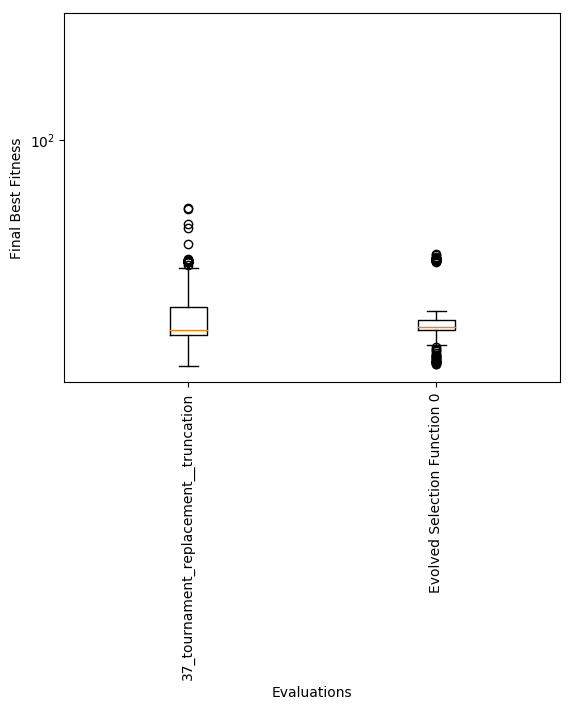 Final Best Fitness
10²
37_tournament_replacement__truncation
Evolved Selection Function 0
Evaluations